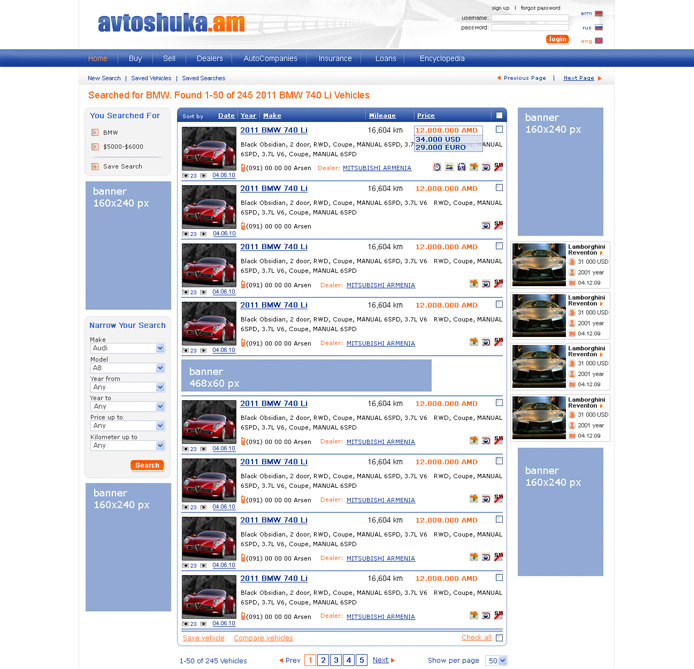 avtoshuka.am
sign up | forgot password
username:
password:
login
arm
rus
eng
Home Buy Sell Dealers AutoCompanies Insurance Loans Encyclopedia
New Search | Saved Vehicles | Saved Searches
Previous Page | Next Page
Searched for BMW. Found 1-50 of 245 2011 BMW 740 Li Vehicles
You Searched For
BMW
$5000-$6000
Save Search
banner
160x240 px
Narrow Your Search
Make
Audi
Model
A8
Year from
Any
Year to
Any
Price up to
Any
Kilometer up to
Any
Search
banner
160x240 px
Sort by Date Year Make Mileage Price
2011 BMW 740 Li 16,604 km 12.000.000 AMD
34.000 USD
29.000 EURO
Black Obsidian, 2 door, RWD, Coupe, MANUAL 6SPD, 3.7 MANUAL
6SPD, 3.7L V6, Coupe, MANUAL 6SPD
(091) 00 00 00 Arsen Dealer: MITSUBISHI ARMENIA
23 04.06.10
2011 BMW 740 Li 16,604 km 12.000.000 AMD
Black Obsidian, 2 door, RWD, Coupe, MANUAL 6SPD, 3.7L V6 RWD, Coupe, MANUAL
6SPD, 3.7L V6, Coupe, MANUAL 6SPD
(091) 00 00 00 Arsen
23 04.06.10
2011 BMW 740 Li 16,604 km 12.000.000 AMD
Black Obsidian, 2 door, RWD, Coupe, MANUAL 6SPD, 3.7L V6 RWD, Coupe, MANUAL
6SPD, 3.7L V6, Coupe, MANUAL 6SPD
(091) 00 00 00 Arsen Dealer: MITSUBISHI ARMENIA
23 04.06.10
2011 BMW 740 Li 16,604 km 12.000.000 AMD
Black Obsidian, 2 door, RWD, Coupe, MANUAL 6SPD, 3.7L V6 RWD, Coupe, MANUAL
6SPD, 3.7L V6, Coupe, MANUAL 6SPD
(091) 00 00 00 Arsen Dealer: MITSUBISHI ARMENIA
23 04.06.10
banner
468x60 px
2011 BMW 740 Li 16,604 km 12.000.000 AMD
Black Obsidian, 2 door, RWD, Coupe, MANUAL 6SPD, 3.7L V6 RWD, Coupe, MANUAL
6SPD, 3.7L V6, Coupe, MANUAL 6SPD
(091) 00 00 00 Arsen Dealer: MITSUBISHI ARMENIA
23 04.06.10
2011 BMW 740 Li 16,604 km 12.000.000 AMD
Black Obsidian, 2 door, RWD, Coupe, MANUAL 6SPD, 3.7L V6 RWD, Coupe, MANUAL
6SPD, 3.7L V6, Coupe, MANUAL 6SPD
(091) 00 00 00 Arsen Dealer: MITSUBISHI ARMENIA
23 04.06.10
2011 BMW 740 Li 16,604 km 12.000.000 AMD
Black Obsidian, 2 door, RWD, Coupe, MANUAL 6SPD, 3.7L V6 RWD, Coupe, MANUAL
6SPD, 3.7L V6, Coupe, MANUAL 6SPD
(091) 00 00 00 Arsen Dealer: MITSUBISHI ARMENIA
23 04.06.10
2011 BMW 740 Li 16,604 km 12.000.000 AMD
Black Obsidian, 2 door, RWD, Coupe, MANUAL 6SPD, 3.7L V6 RWD, Coupe, MANUAL
6SPD, 3.7L V6, Coupe, MANUAL 6SPD
(091) 00 00 00 Arsen Dealer: MITSUBISHI ARMENIA
23 04.06.10
Save vehicle Compare vehicles Check all
1-50 of 245 Vehicles Prev 1 2 3 4 5 Next Show per page 50
banner
160x240 px
Lamborghini
Reventon
31 000 USD
2001 year
04.12.09
Lamborghini
Reventon
31 000 USD
2001 year
04.12.09
Lamborghini
Reventon
31 000 USD
2001 year
04.12.09
Lamborghini
Reventon
31 000 USD
2001 year
04.12.09
banner
160x240 px